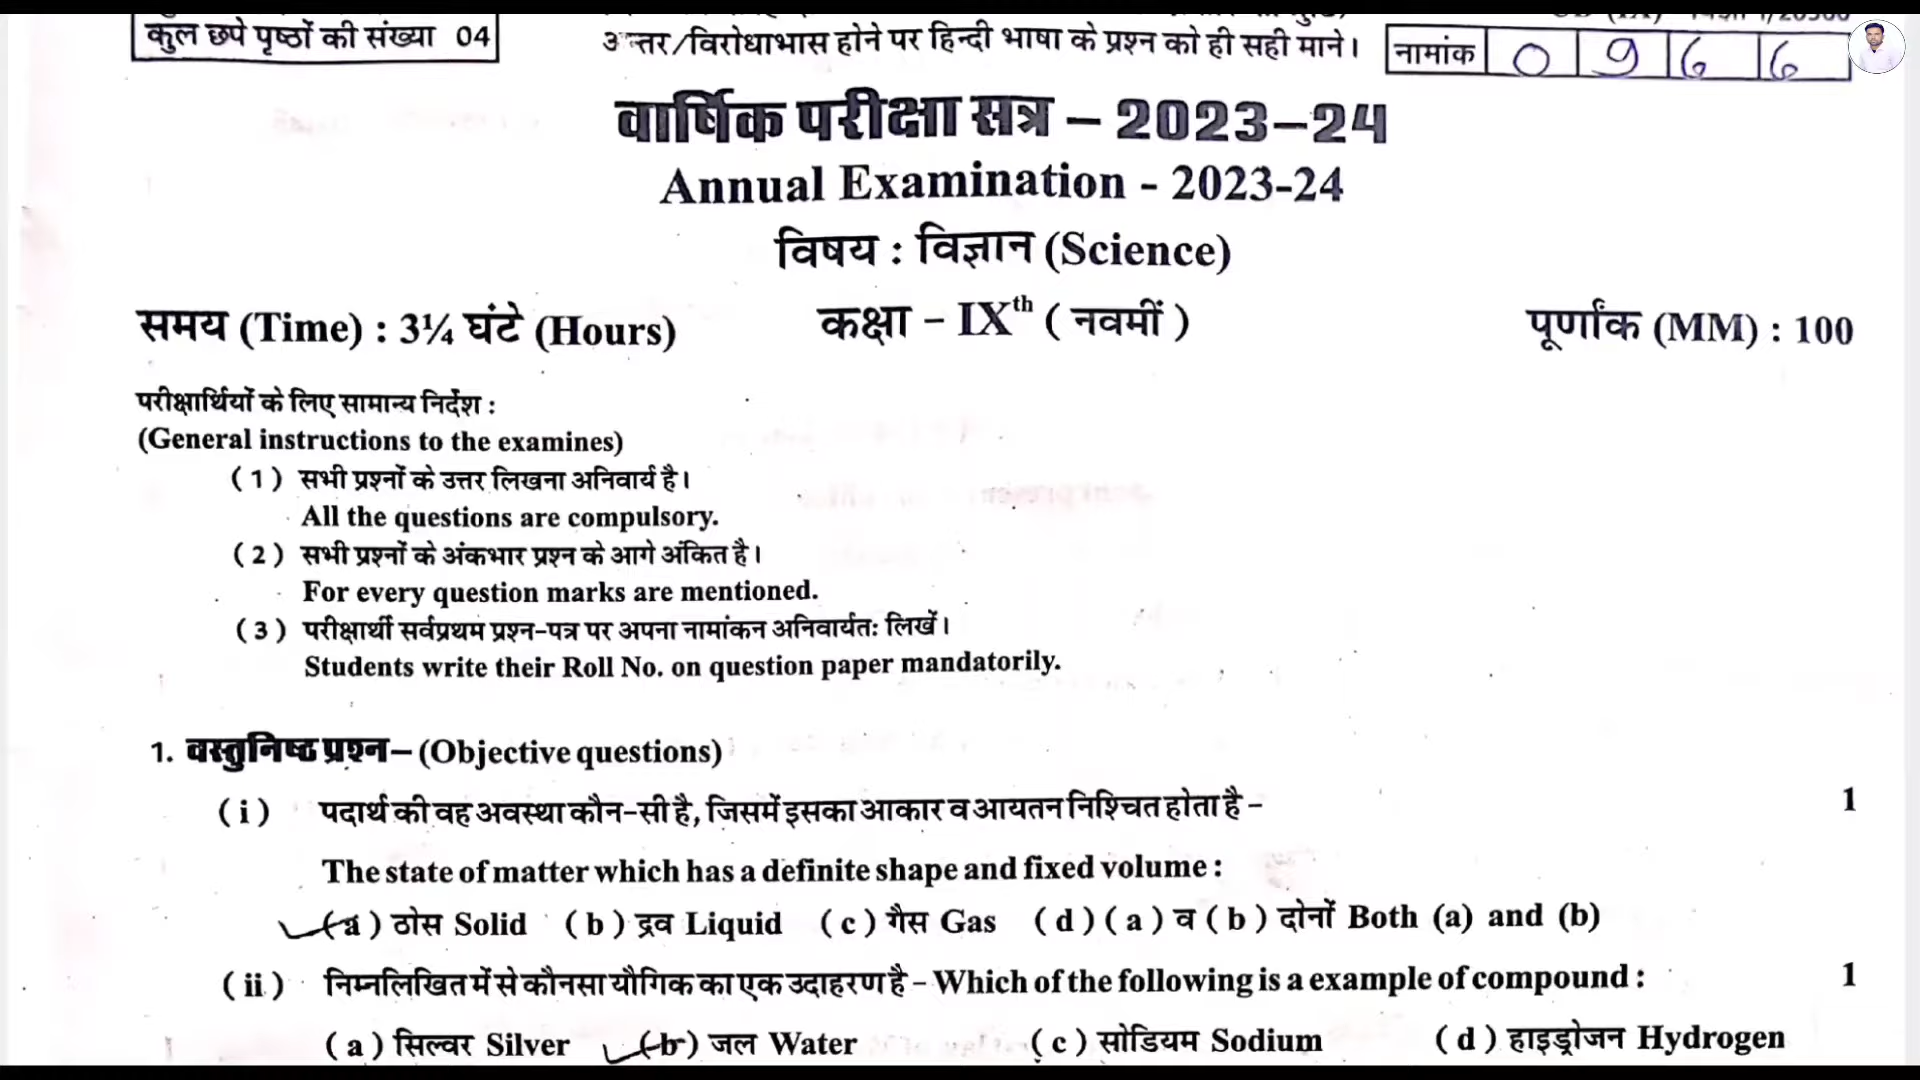 कुल छपे पृष्ठों की संख्या 04
अन्तर/विरोधाभास होने पर हिन्दी भाषा के प्रश्न को ही सही माने।
नामांक 0 9 6 6
वार्षिक परीक्षा सत्र – 2023–24
Annual Examination - 2023-24
विषय : विज्ञान (Science)
समय (Time) : 3¼ घंटे (Hours) कक्षा – IXth ( नवमीं ) पूर्णांक (MM) : 100
परीक्षार्थियों के लिए सामान्य निर्देश :
(General instructions to the examines)
( 1 ) सभी प्रश्नों के उत्तर लिखना अनिवार्य है।
All the questions are compulsory.
( 2 ) सभी प्रश्नों के अंकभार प्रश्न के आगे अंकित है।
For every question marks are mentioned.
( 3 ) परीक्षार्थी सर्वप्रथम प्रश्न-पत्र पर अपना नामांकन अनिवार्यतः लिखें।
Students write their Roll No. on question paper mandatorily.
1. वस्तुनिष्ठ प्रश्न– (Objective questions)
( i ) पदार्थ की वह अवस्था कौन-सी है, जिसमें इसका आकार व आयतन निश्चित होता है – 1
The state of matter which has a definite shape and fixed volume :
(a ) ठोस Solid ( b ) द्रव Liquid ( c ) गैस Gas ( d ) ( a ) व ( b ) दोनों Both (a) and (b)
( ii ) निम्नलिखित में से कौनसा यौगिक का एक उदाहरण है – Which of the following is a example of compound : 1
( a ) सिल्वर Silver (b ) जल Water ( c ) सोडियम Sodium ( d ) हाइड्रोजन Hydrogen